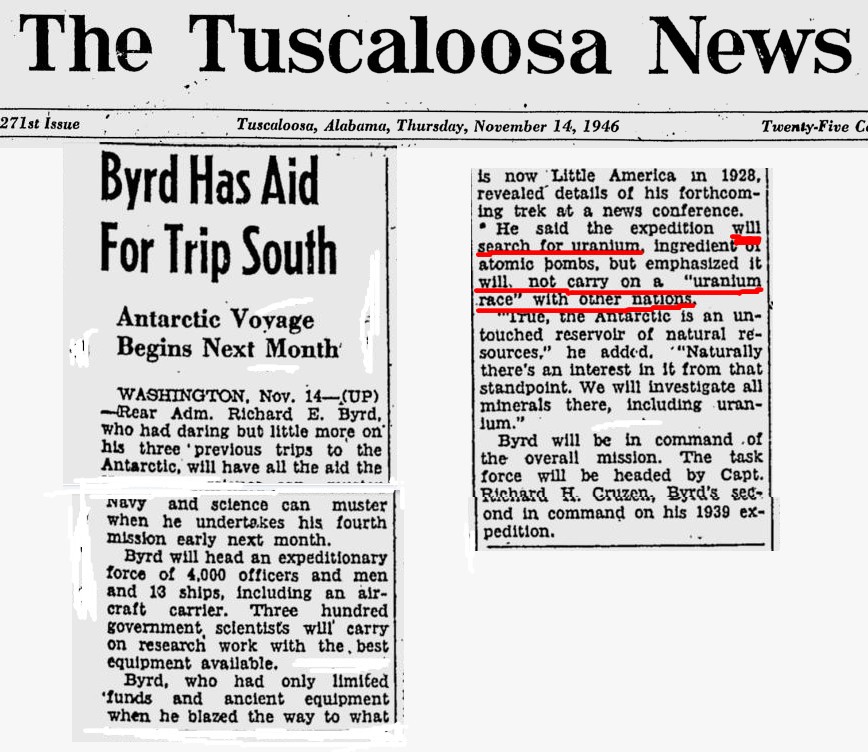 The Tuscaloosa News
271st Issue
Tuscaloosa, Alabama, Thursday, November 14, 1946
Twenty-Five
Byrd Has Aid
For Trip South
Antarctic Voyage
Begins Next Month
WASHINGTON, Nov. 14—(UP)
—Rear Adm. Richard E. Byrd,
who had daring but little more on
his three previous trips to the
Antarctic, will have all the aid the
Navy and science can muster
when he undertakes his fourth
mission early next month.
Byrd will head an expeditionary
force of 4,000 officers and men
and 13 ships, including an air-
craft carrier. Three hundred
government scientists will carry
on research work with the best
equipment available.
Byrd, who had only limited
funds and ancient equipment
when he blazed the way to what
is now Little America in 1928,
revealed details of his forthcom-
ing trek at a news conference.
He said the expedition will
search for uranium, ingredient of
atomic bombs, but emphasized it
will not carry on a "uranium
race" with other nations.
"True, the Antarctic is an un-
touched reservoir of natural re-
sources," he added. "Naturally
there's an interest in it from that
standpoint. We will investigate all
minerals there, including uran-
ium."
Byrd will be in command of
the overall mission. The task
force will be headed by Capt.
Richard H. Cruzen, Byrd's sec-
ond in command on his 1939 ex-
pedition.